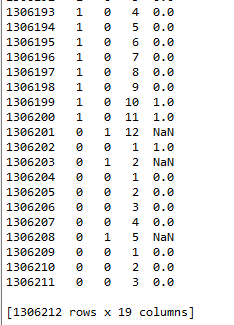 1306193 1 0 4 0.0
1306194 1 0 5 0.0
1306195 1 0 6 0.0
1306196 1 0 7 0.0
1306197 1 0 8 0.0
1306198 1 0 9 0.0
1306199 1 0 10 1.0
1306200 1 0 11 1.0
1306201 0 1 12 NaN
1306202 0 0 1 1.0
1306203 0 1 2 NaN
1306204 0 0 1 0.0
1306205 0 0 2 0.0
1306206 0 0 3 0.0
1306207 0 0 4 0.0
1306208 0 1 5 NaN
1306209 0 0 1 0.0
1306210 0 0 2 0.0
1306211 0 0 3 0.0
[1306212 rows x 19 columns]